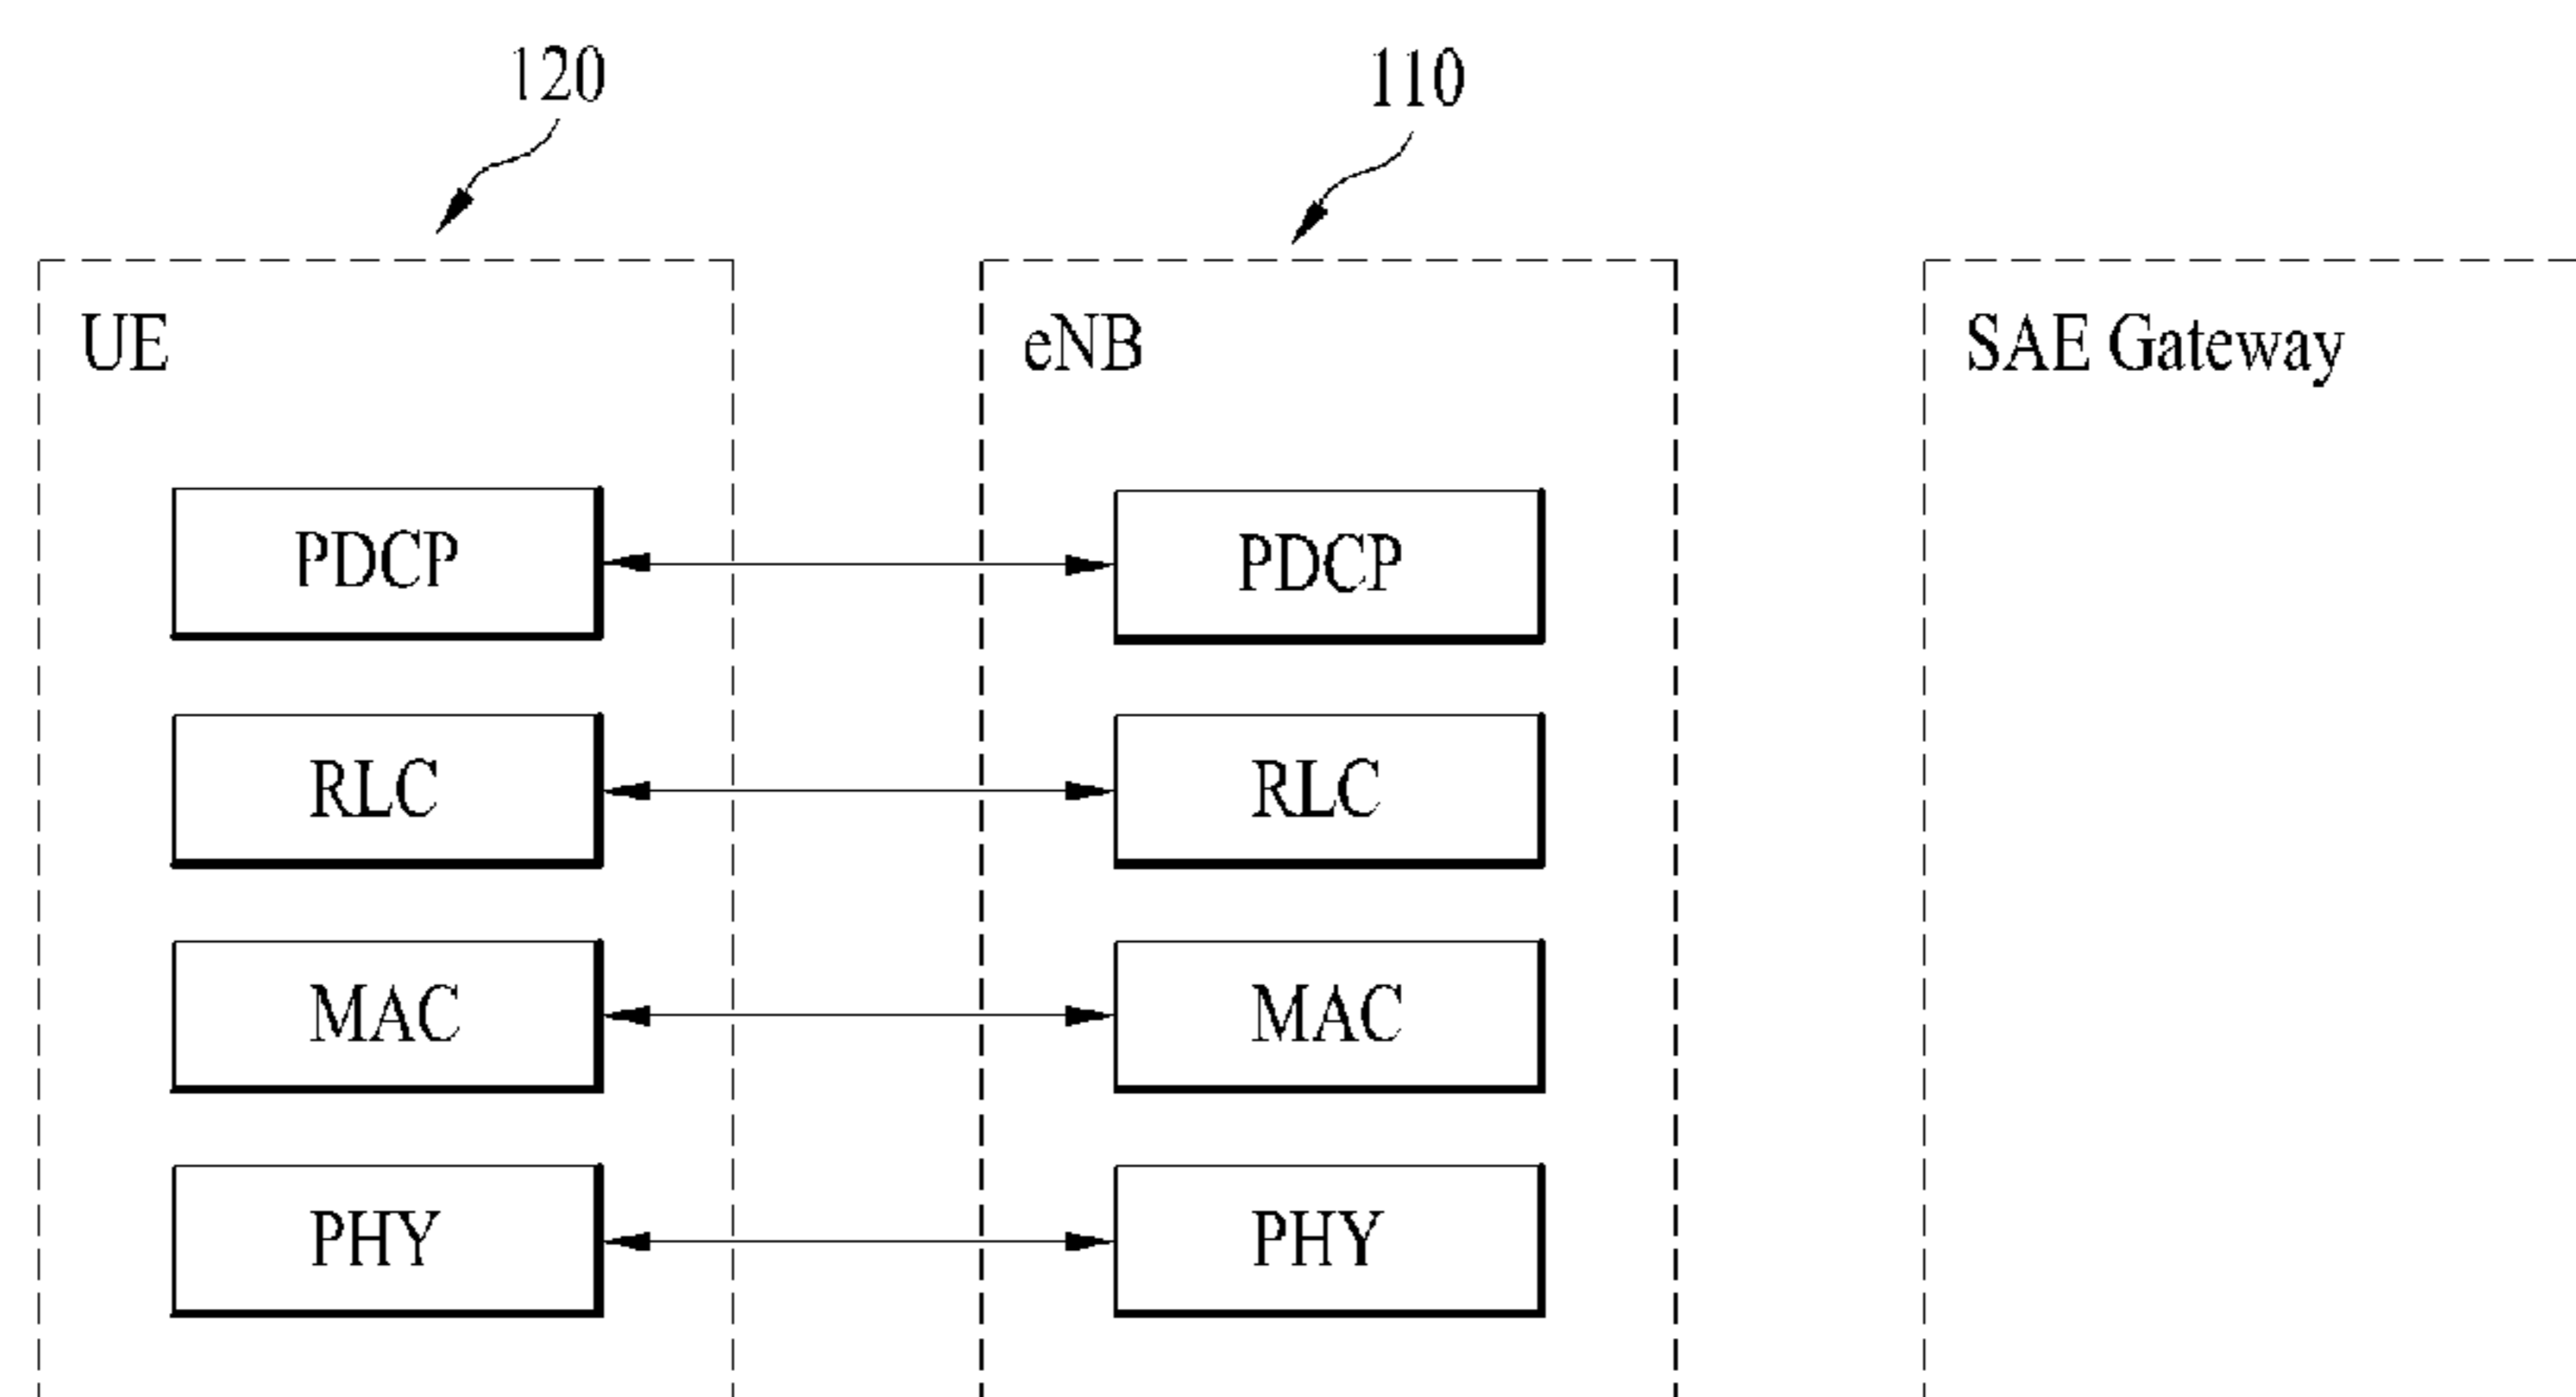 120 110
UE eNB SAE Gateway
PDCP PDCP
RLC RLC
MAC MAC
PHY PHY